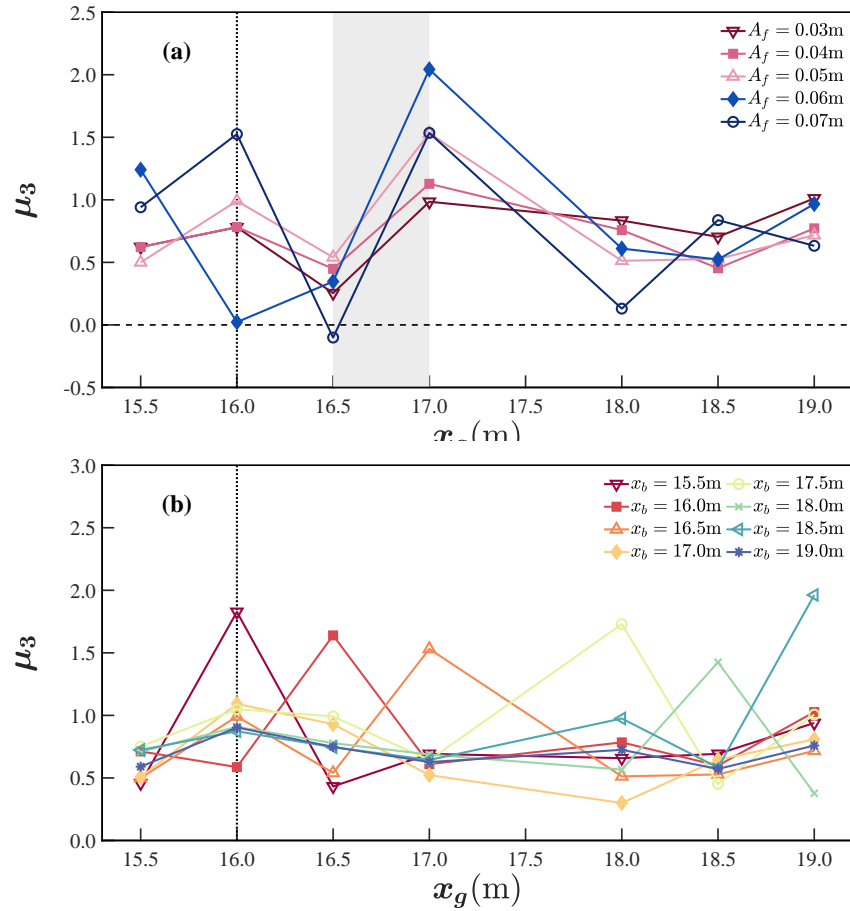 2.5
2.0
1.5
1.0
0.5
0.0
-0.5
μ₃
(a)
A_f = 0.03m
A_f = 0.04m
A_f = 0.05m
A_f = 0.06m
A_f = 0.07m
15.5 16.0 16.5 17.0 17.5 18.0 18.5 19.0
3.0
2.5
2.0
1.5
1.0
0.5
0.0
μ₃
(b)
x_b = 15.5m x_b = 17.5m
x_b = 16.0m x_b = 18.0m
x_b = 16.5m x_b = 18.5m
x_b = 17.0m x_b = 19.0m
15.5 16.0 16.5 17.0 17.5 18.0 18.5 19.0
x_g(m)